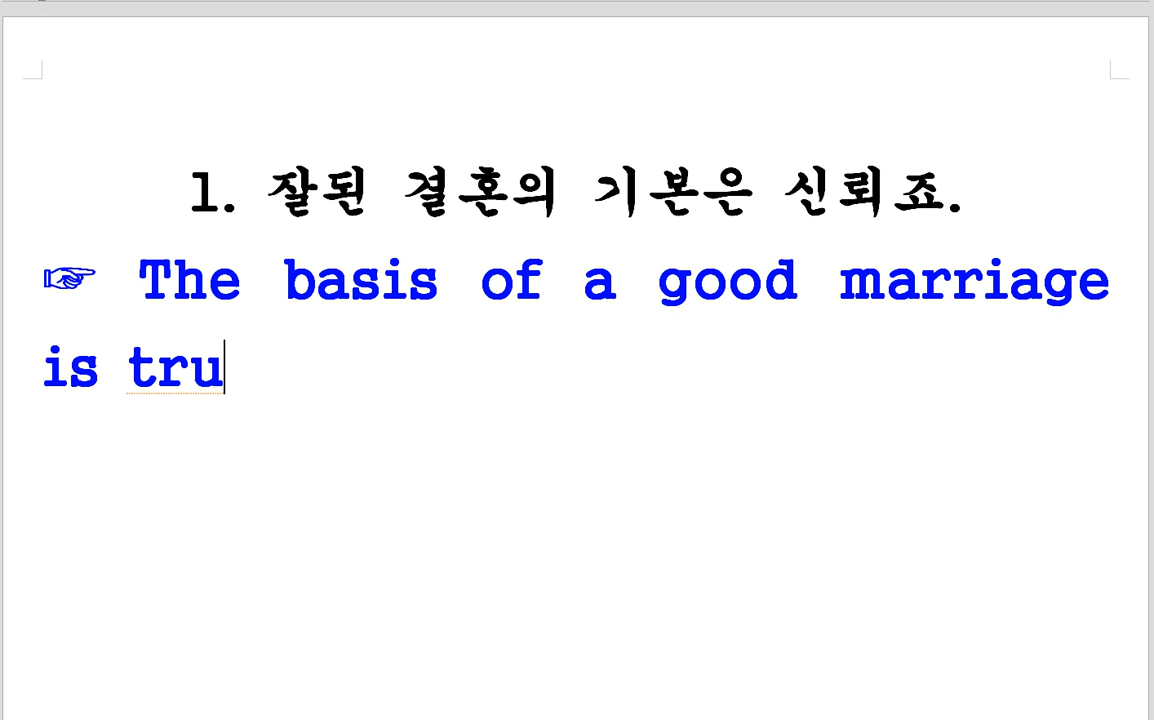 1. 잘된 결혼의 기본은 신뢰죠.
☞ The basis of a good marriage
is tru